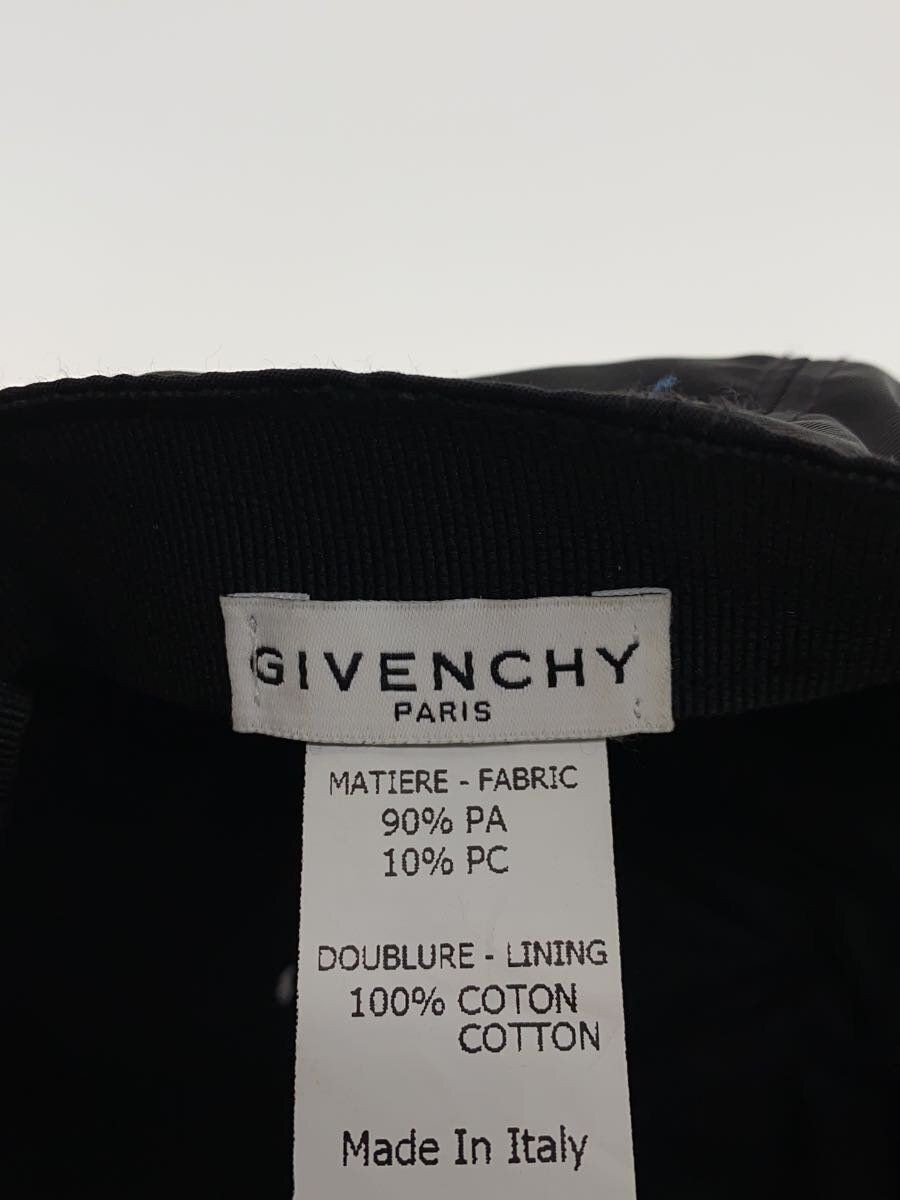 GIVENCHY
PARIS
MATIERE - FABRIC
90% PA
10% PC
DOUBLURE - LINING
100% COTON
COTTON
Made In Italy